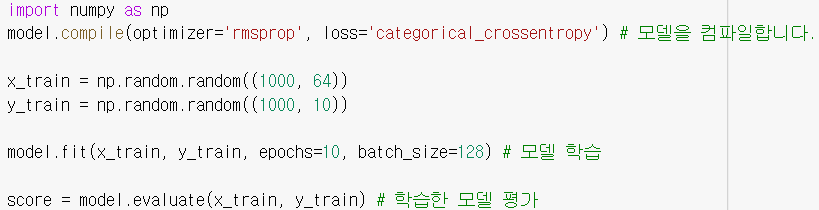 import numpy as np
model.compile(optimizer='rmsprop', loss='categorical_crossentropy') # 모델을 컴파일합니다.
x_train = np.random.random((1000, 64))
y_train = np.random.random((1000, 10))
model.fit(x_train, y_train, epochs=10, batch_size=128) # 모델 학습
score = model.evaluate(x_train, y_train) # 학습한 모델 평가